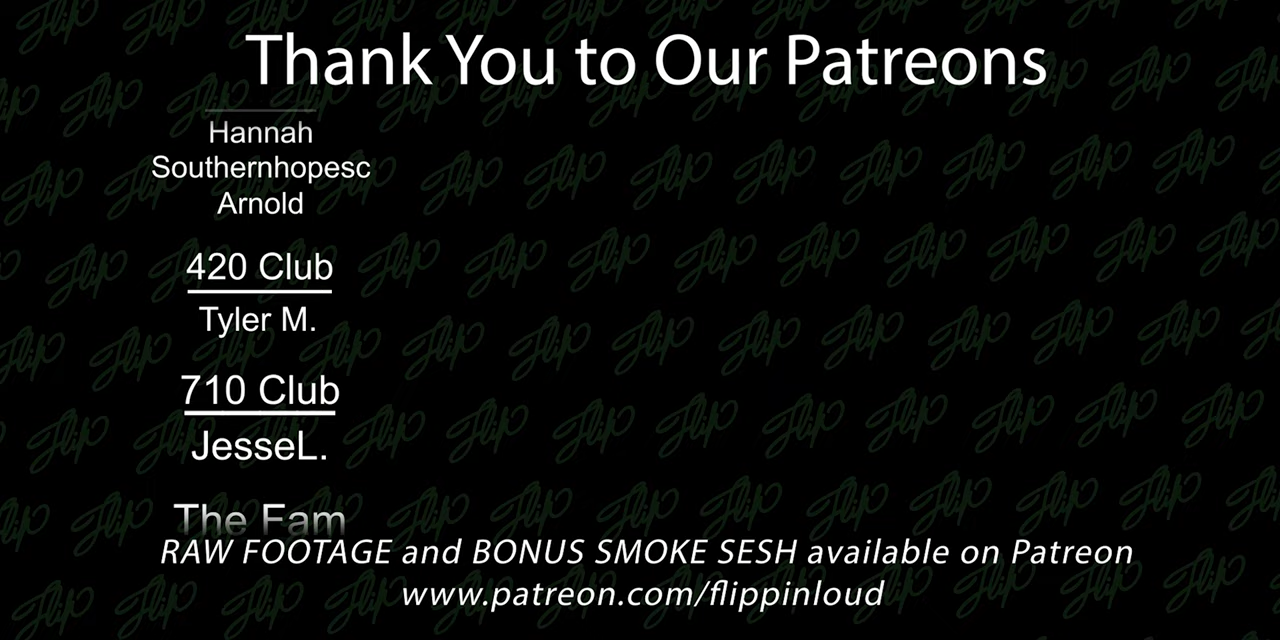 Thank You to Our Patreons
Hannah
Southernhopesc
Arnold
420 Club
Tyler M.
710 Club
JesseL.
The Fam
RAW FOOTAGE and BONUS SMOKE SESH available on Patreon
www.patreon.com/flippinloud